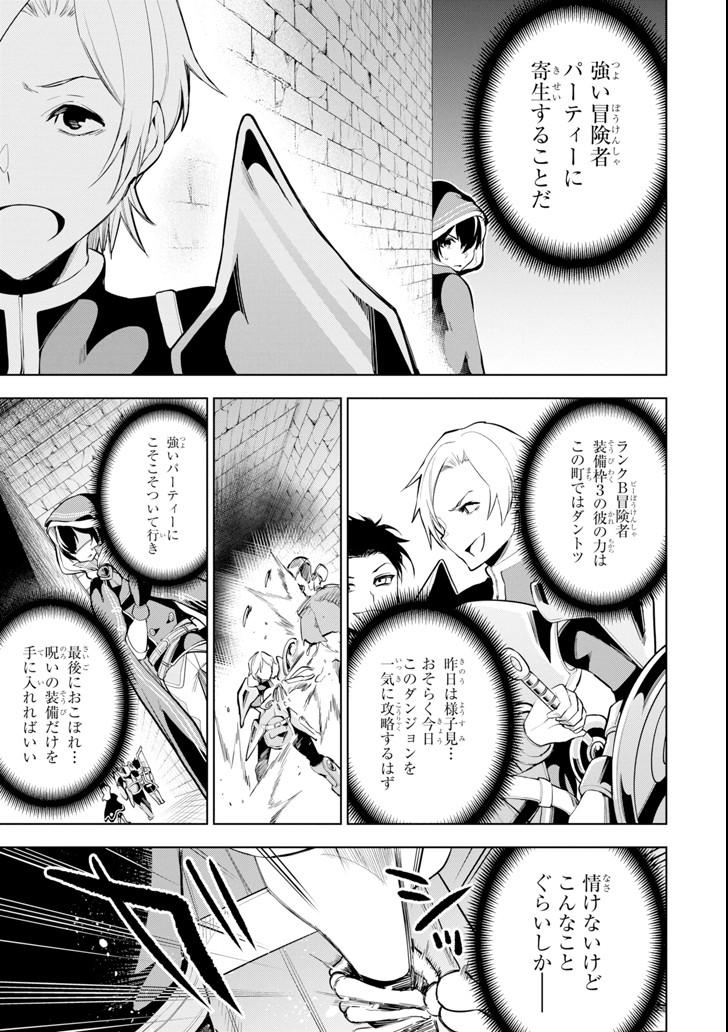 強い冒険者
パーティーに
寄生することだ
ランクB冒険者
装備枠3の彼の力は
この町ではダントツ
昨日は様子見…
おそらく今日
このダンジョンを
一気に攻略するはず
強いパーティーに
こそこそついて行き
最後におこぼれ…
呪いの装備だけを
手に入れればいい
情けないけど
こんなこと
ぐらいしか──
ガッ